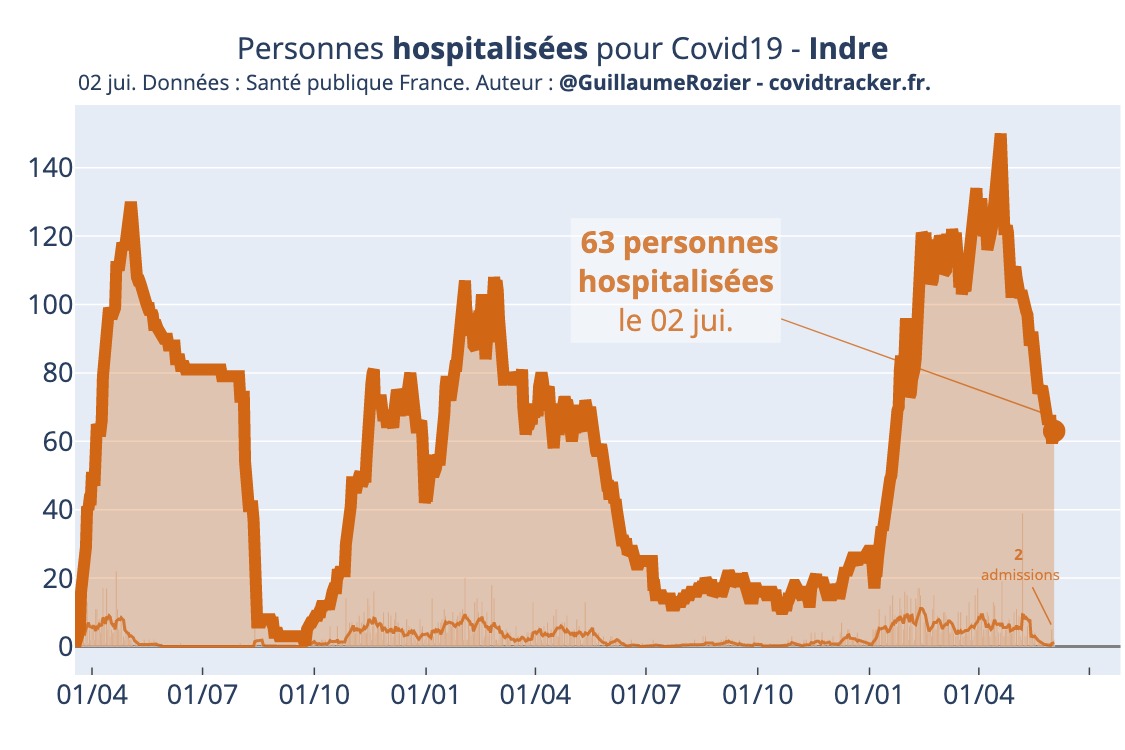 Personnes hospitalisées pour Covid19 - Indre
02 jui. Données : Santé publique France. Auteur : @GuillaumeRozier - covidtracker.fr.
140
120
100
80
60
40
20
0
63 personnes
hospitalisées
le 02 jui.
2
admissions
01/04 01/07 01/10 01/01 01/04 01/07 01/10 01/01 01/04